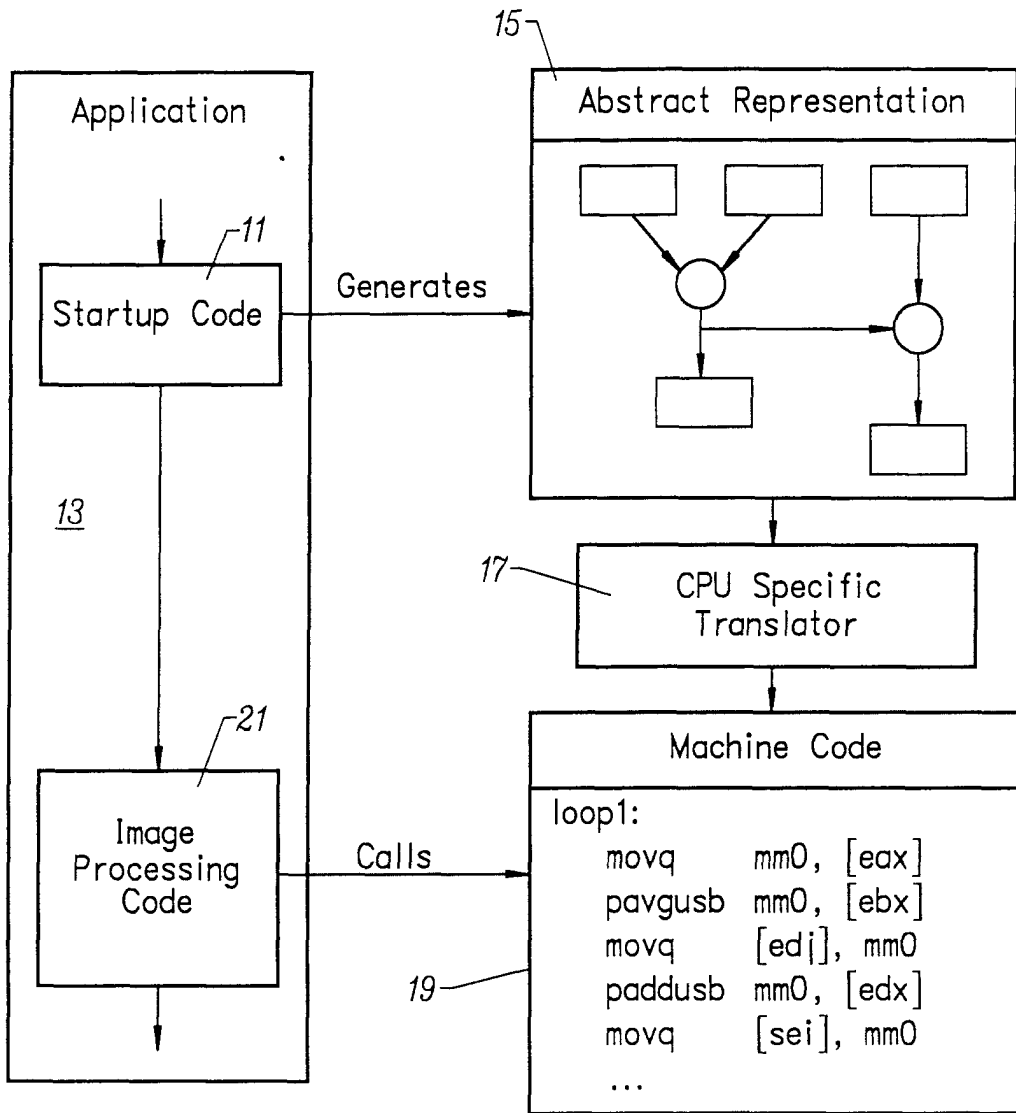 15
Application
Abstract Representation
11
Startup Code
Generates
13
17
CPU Specific
Translator
21
Image
Processing
Code
Calls
Machine Code
loop1:
movq mm0, [eax]
pavgusb mm0, [ebx]
movq [edj], mm0
19
paddusb mm0, [edx]
movq [sei], mm0
...